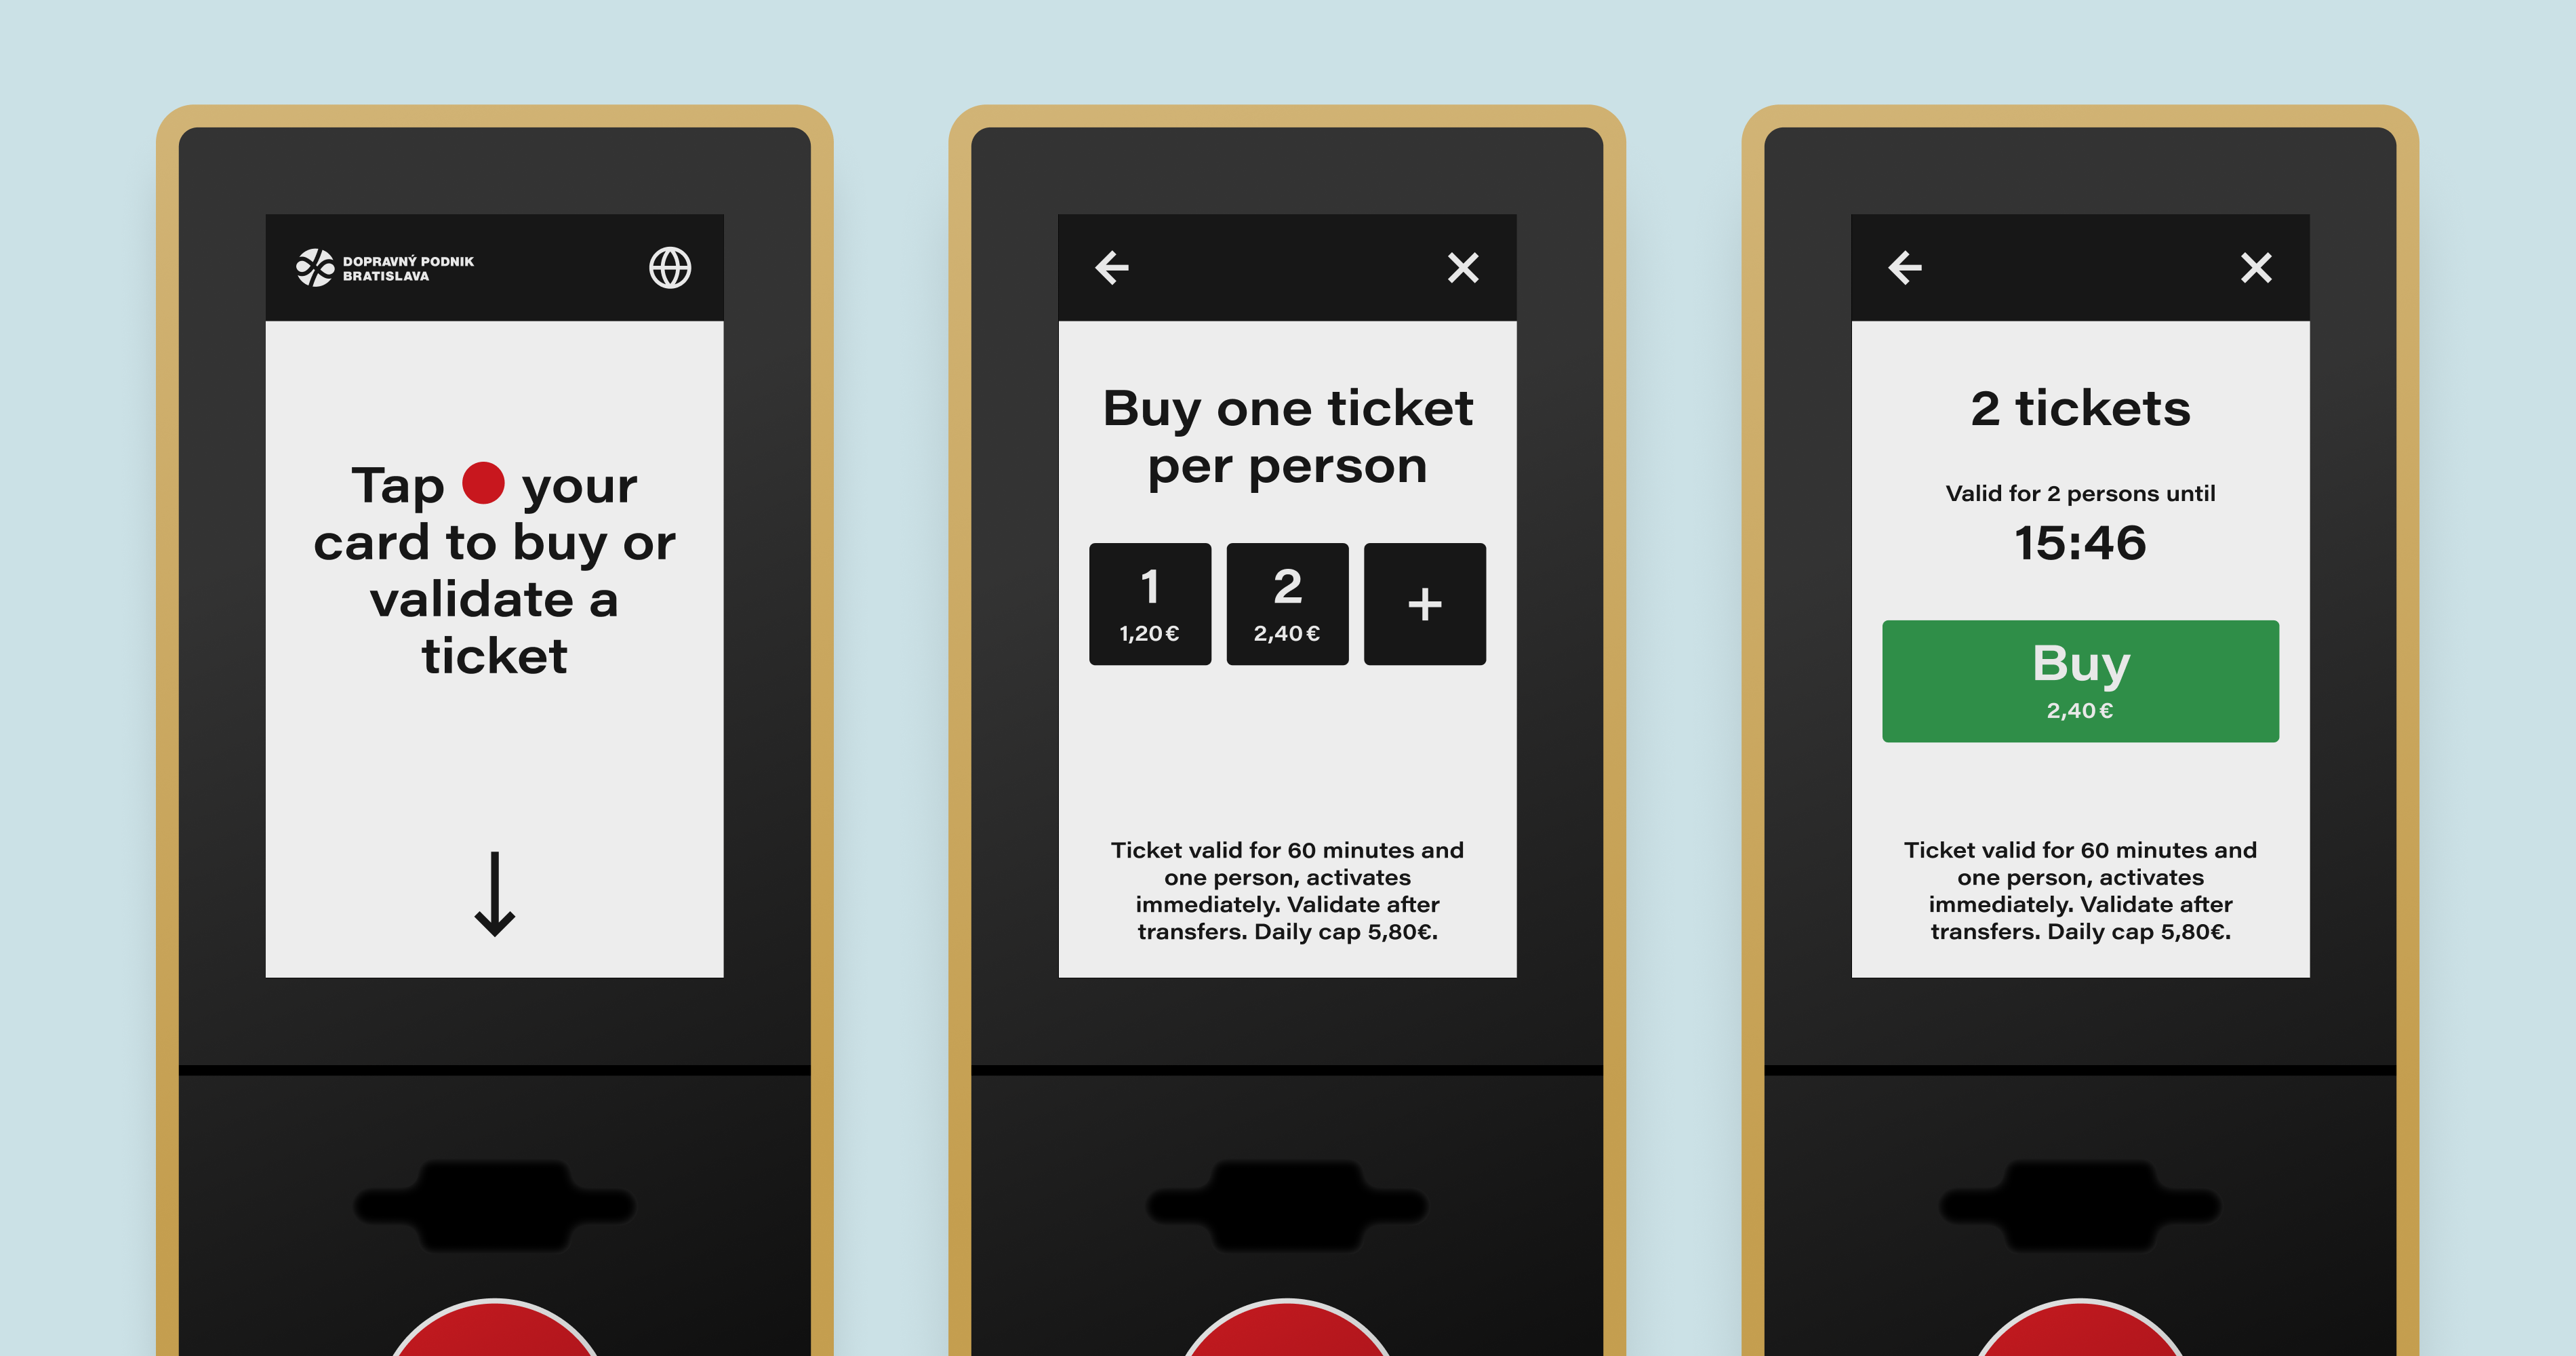 DOPRAVNÝ PODNIK
BRATISLAVA
Tap your
card to buy or
validate a
ticket
Buy one ticket
per person
1
1,20€
2
2,40€
+
Ticket valid for 60 minutes and
one person, activates
immediately. Validate after
transfers. Daily cap 5,80€.
2 tickets
Valid for 2 persons until
15:46
Buy
2,40€
Ticket valid for 60 minutes and
one person, activates
immediately. Validate after
transfers. Daily cap 5,80€.